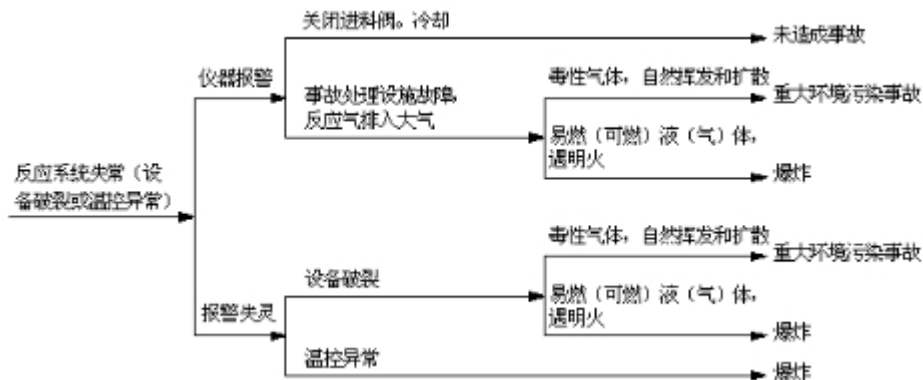 关闭进料阀。冷却
未造成事故
仪器报警
毒性气体，自然挥发和扩散
事故处理设施故障，
重大环境污染事故
反应气排入大气
易燃（可燃）液（气）体，
遇明火
爆炸
反应系统失常（设
备破裂或温控异常）
毒性气体，自然挥发和扩散
重大环境污染事故
设备破裂
易燃（可燃）液（气）体，
遇明火
报警失灵
爆炸
温控异常
爆炸